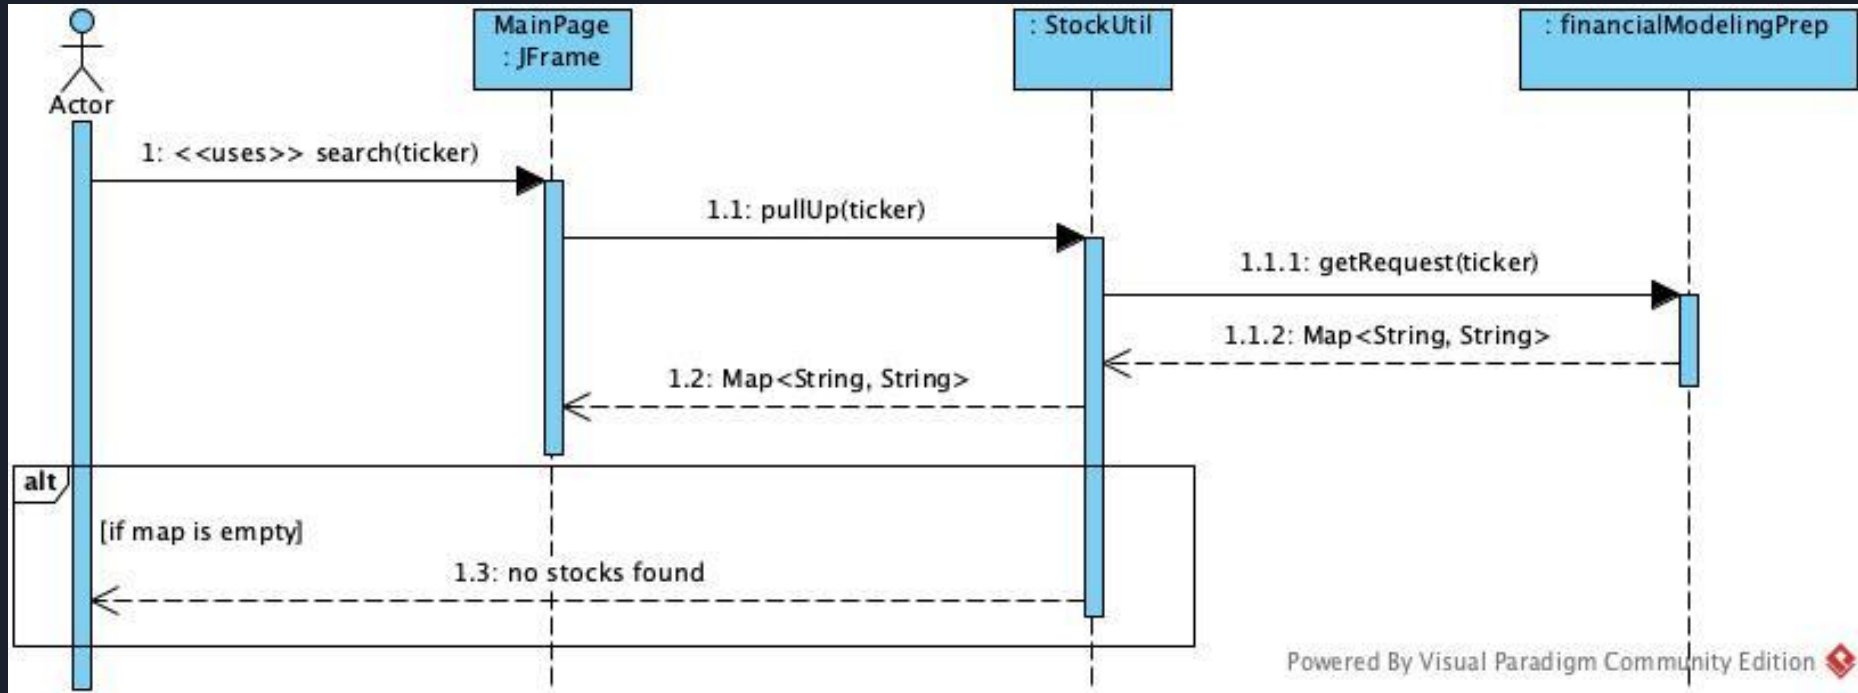 MainPage
: JFrame
: StockUtil
: financialModelingPrep
Actor
1: <<uses>> search(ticker)
1.1: pullUp(ticker)
1.1.1: getRequest(ticker)
1.1.2: Map<String, String>
1.2: Map<String, String>
alt
[if map is empty]
1.3: no stocks found
Powered By Visual Paradigm Community Edition